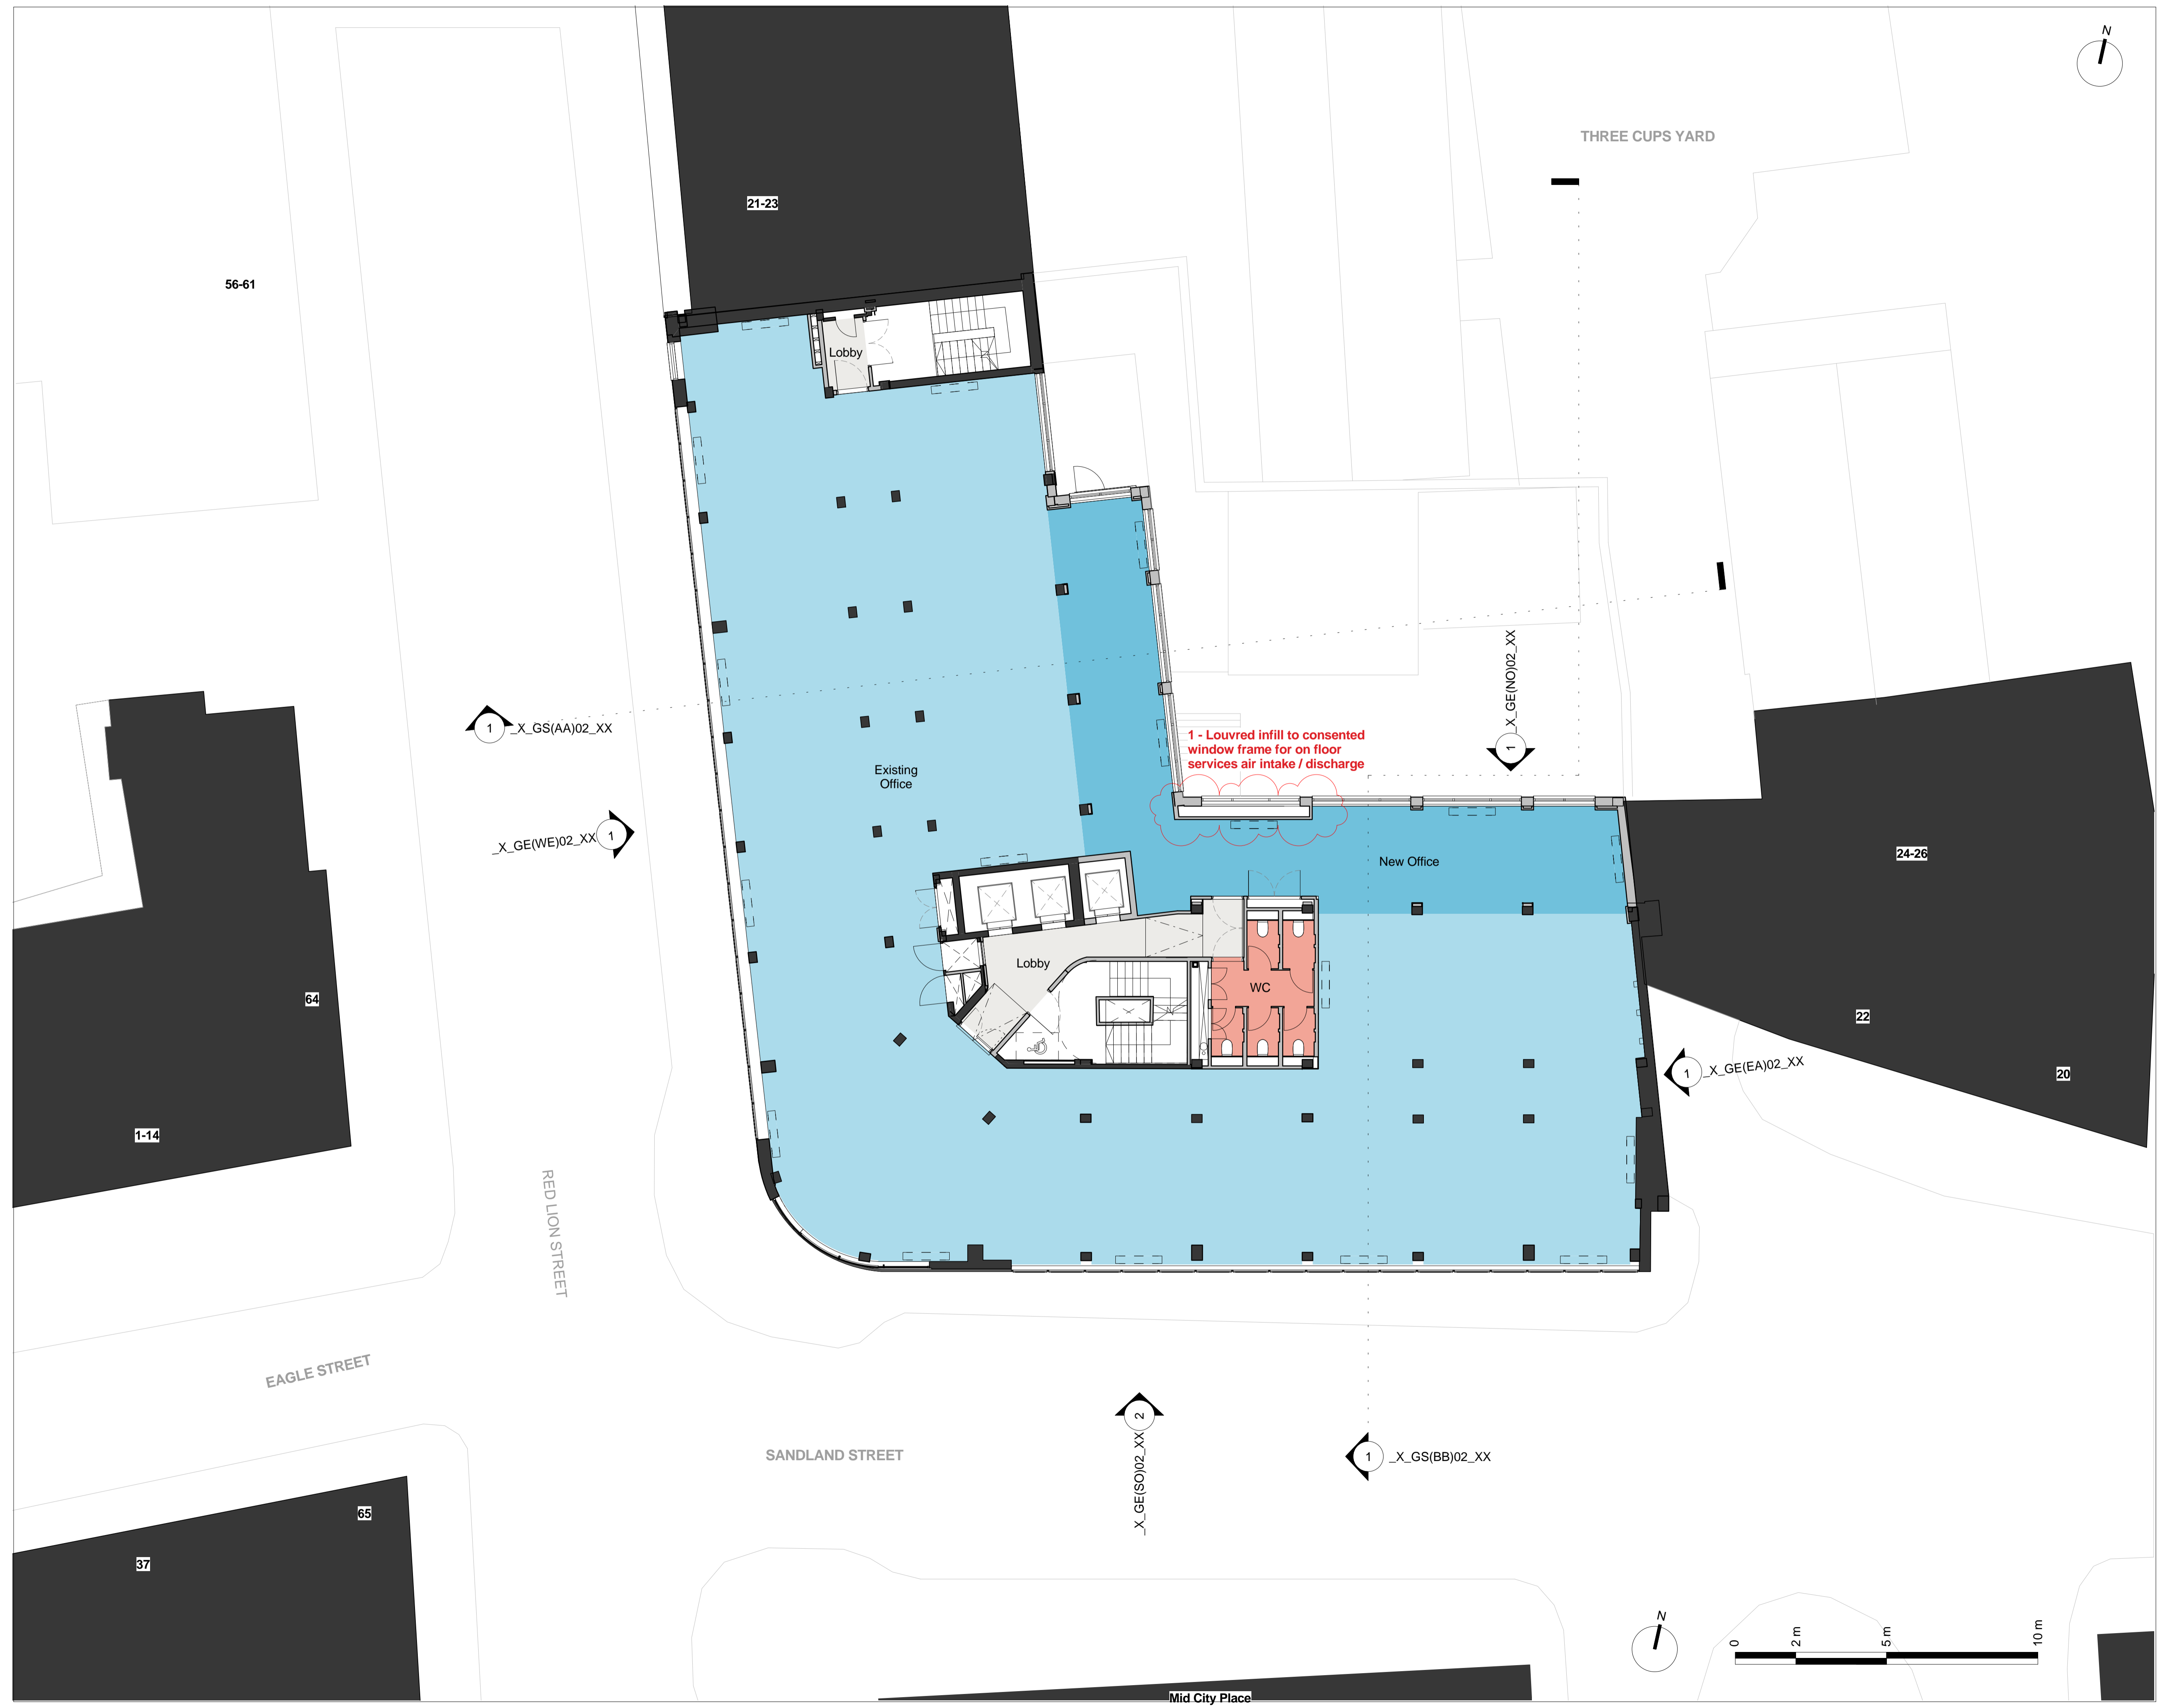 N
THREE CUPS YARD
21-23
56-61
Lobby
_X_GE(NO)02_XX
1
1
_X_GS(AA)02_XX
1 - Louvred infill to consented
window frame for on floor
services air intake / discharge
Existing
Office
_X_GE(WE)02_XX
1
New Office
24-26
Lobby
WC
64
22
1
_X_GE(EA)02_XX
20
1-14
RED LION STREET
EAGLE STREET
SANDLAND STREET
2
_X_GE(SO)02_XX
1
_X_GS(BB)02_XX
65
37
N
0
2 m
5 m
10 m
Mid City Place